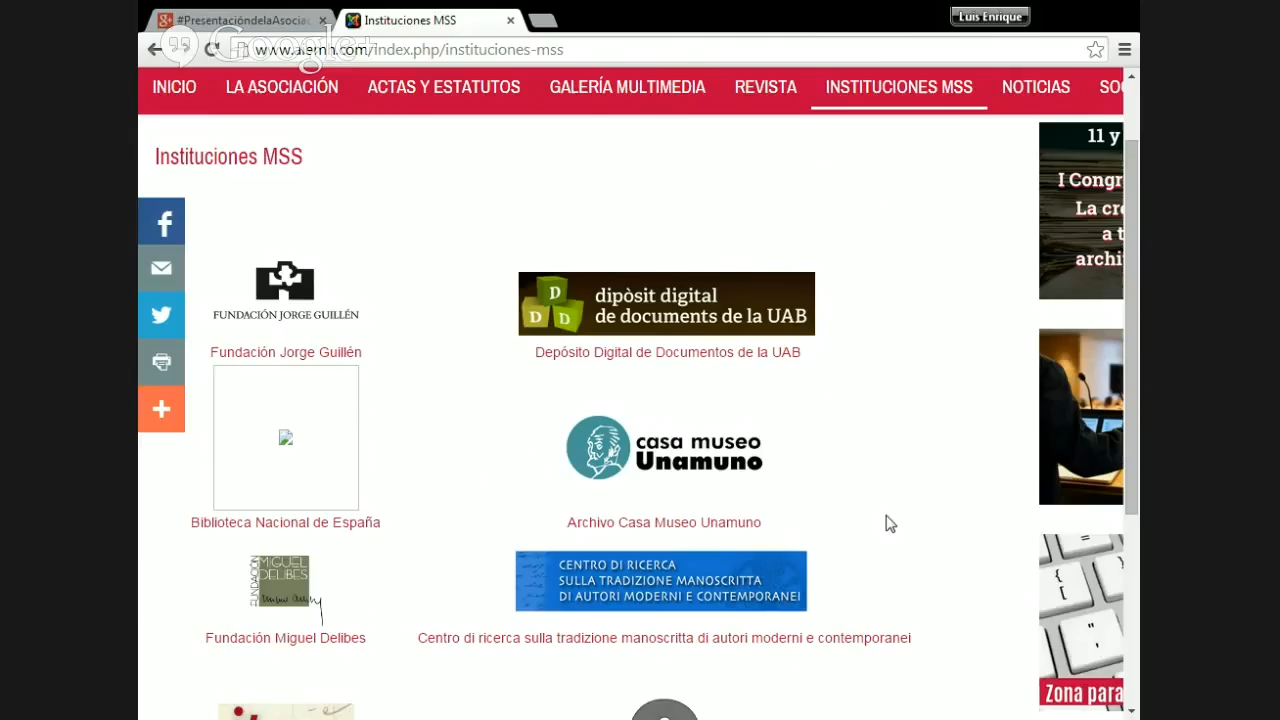 #PresentacióndelaAsociac
Instituciones MSS
Luis Enrique
Google+
www.alemh.com/index.php/instituciones-mss
INICIO LA ASOCIACIÓN ACTAS Y ESTATUTOS GALERÍA MULTIMEDIA REVISTA INSTITUCIONES MSS NOTICIAS SO
11 y
Instituciones MSS
I Congr
La cr
a t
archi
FUNDACIÓN JORGE GUILLÉN
D D D
dipòsit digital
de documents de la UAB
Fundación Jorge Guillén
Depósito Digital de Documentos de la UAB
casa museo
Unamuno
Biblioteca Nacional de España
Archivo Casa Museo Unamuno
FUNDACIÓN
MIGUEL
DELIBES
CENTRO DI RICERCA
SULLA TRADIZIONE MANOSCRITTA
DI AUTORI MODERNI E CONTEMPORANEI
Fundación Miguel Delibes
Centro di ricerca sulla tradizione manoscritta di autori moderni e contemporanei
Zona para